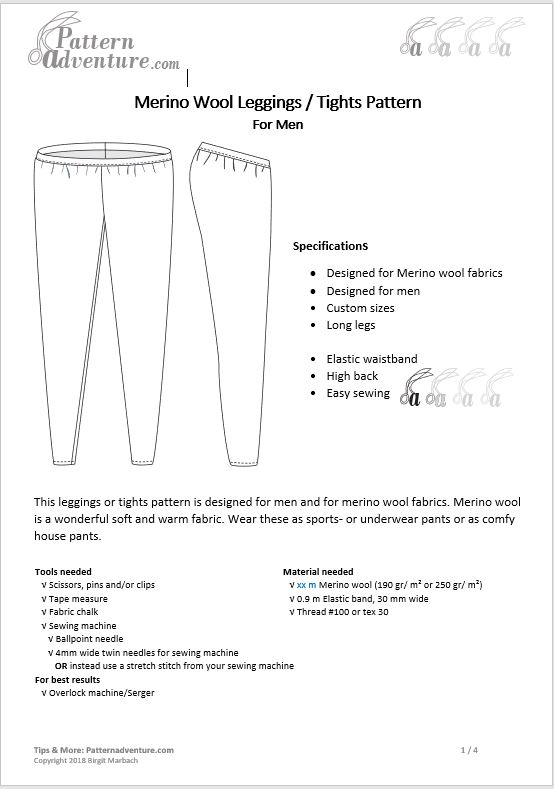 Pattern
adventure.com
a a a a
Merino Wool Leggings / Tights Pattern
For Men
Specifications
• Designed for Merino wool fabrics
• Designed for men
• Custom sizes
• Long legs
• Elastic waistband
• High back
• Easy sewing a a a a
This leggings or tights pattern is designed for men and for merino wool fabrics. Merino wool
is a wonderful soft and warm fabric. Wear these as sports- or underwear pants or as comfy
house pants.
Tools needed
√ Scissors, pins and/or clips
√ Tape measure
√ Fabric chalk
√ Sewing machine
√ Ballpoint needle
√ 4mm wide twin needles for sewing machine
OR instead use a stretch stitch from your sewing machine
For best results
√ Overlock machine/Serger
Material needed
√ xx m Merino wool (190 gr/ m² or 250 gr/ m²)
√ 0.9 m Elastic band, 30 mm wide
√ Thread #100 or tex 30
Tips & More: Patternadventure.com
Copyright 2018 Birgit Marbach
1 / 4